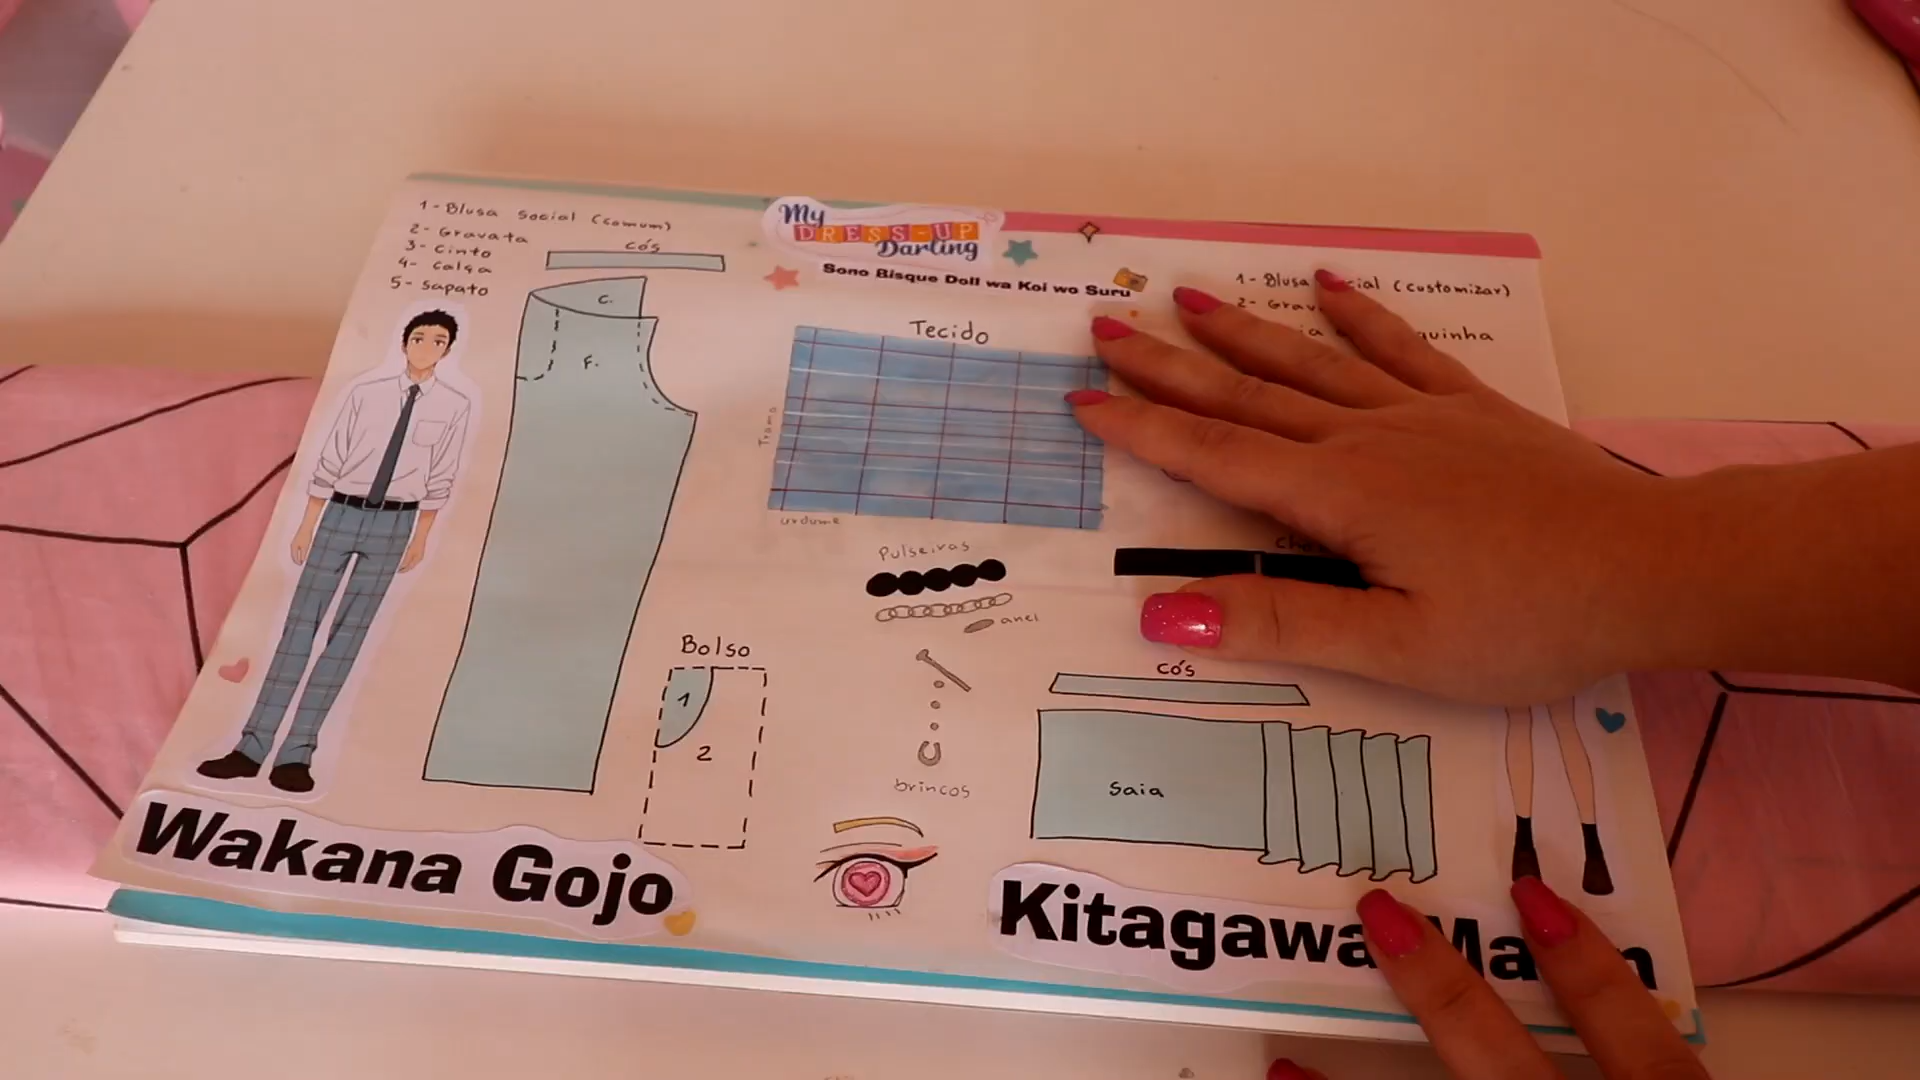 1- Blusa social (comum)
2- Gravata
3- Cinto
4- calça
5- sapato
cós
C.
F.
My
DRESS-UP
Darling
Sono Bisque Doll wa Koi wo Suru
Tecido
Trama
urdume
1- Blusa (customizar)
2-
Pulseiras
anel
brincos
Bolso
1
2
cós
saia
Wakana Gojo
Kitagawa